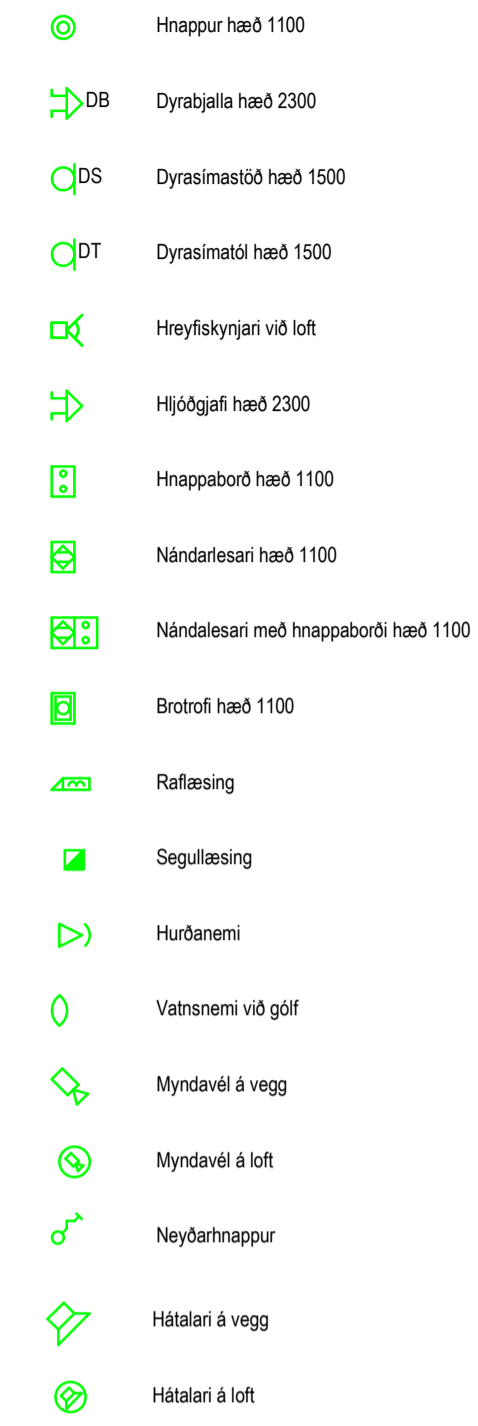 Hnappur hæð 1100
DB Dyrabjalla hæð 2300
DS Dyrasímastöð hæð 1500
DT Dyrasímatól hæð 1500
Hreyfiskynjari við loft
Hljóðgjafi hæð 2300
Hnappaborð hæð 1100
Nándarlesari hæð 1100
Nándalesari með hnappaborði hæð 1100
Brotrofi hæð 1100
Raflæsing
Segullæsing
Hurðanemi
Vatnsnemi við gólf
Myndavél á vegg
Myndavél á loft
Neyðarhnappur
Hátalari á vegg
Hátalari á loft